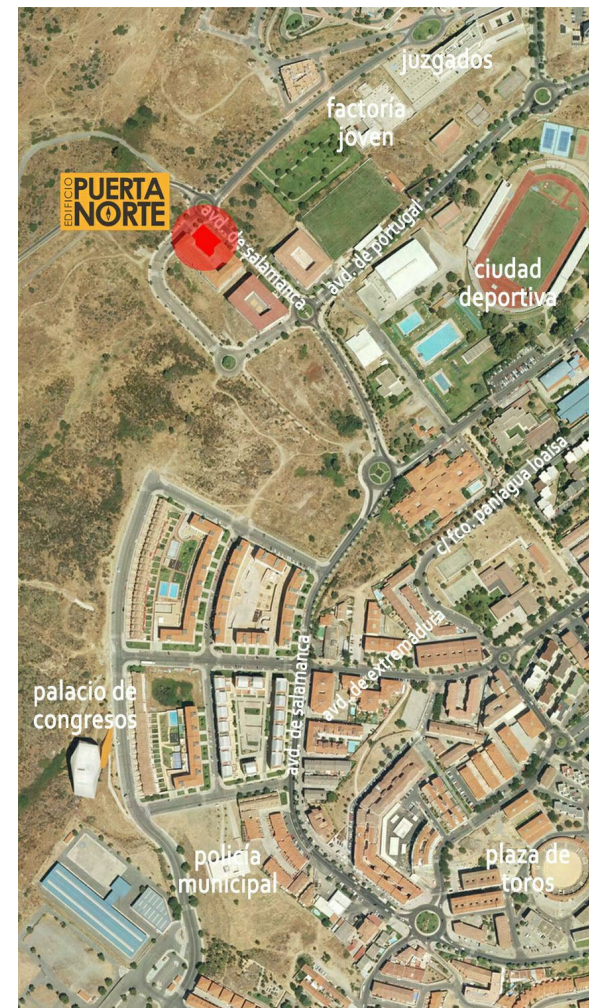 juzgados
factoría
joven
EDIFICIO
PUERTA
NORTE
avd. de salamanca
avd. de portugal
ciudad
deportiva
c/ fco. paniagua loaisa
avd. de extremadura
avd. de salamanca
palacio de
congresos
policía
municipal
plaza de
toros